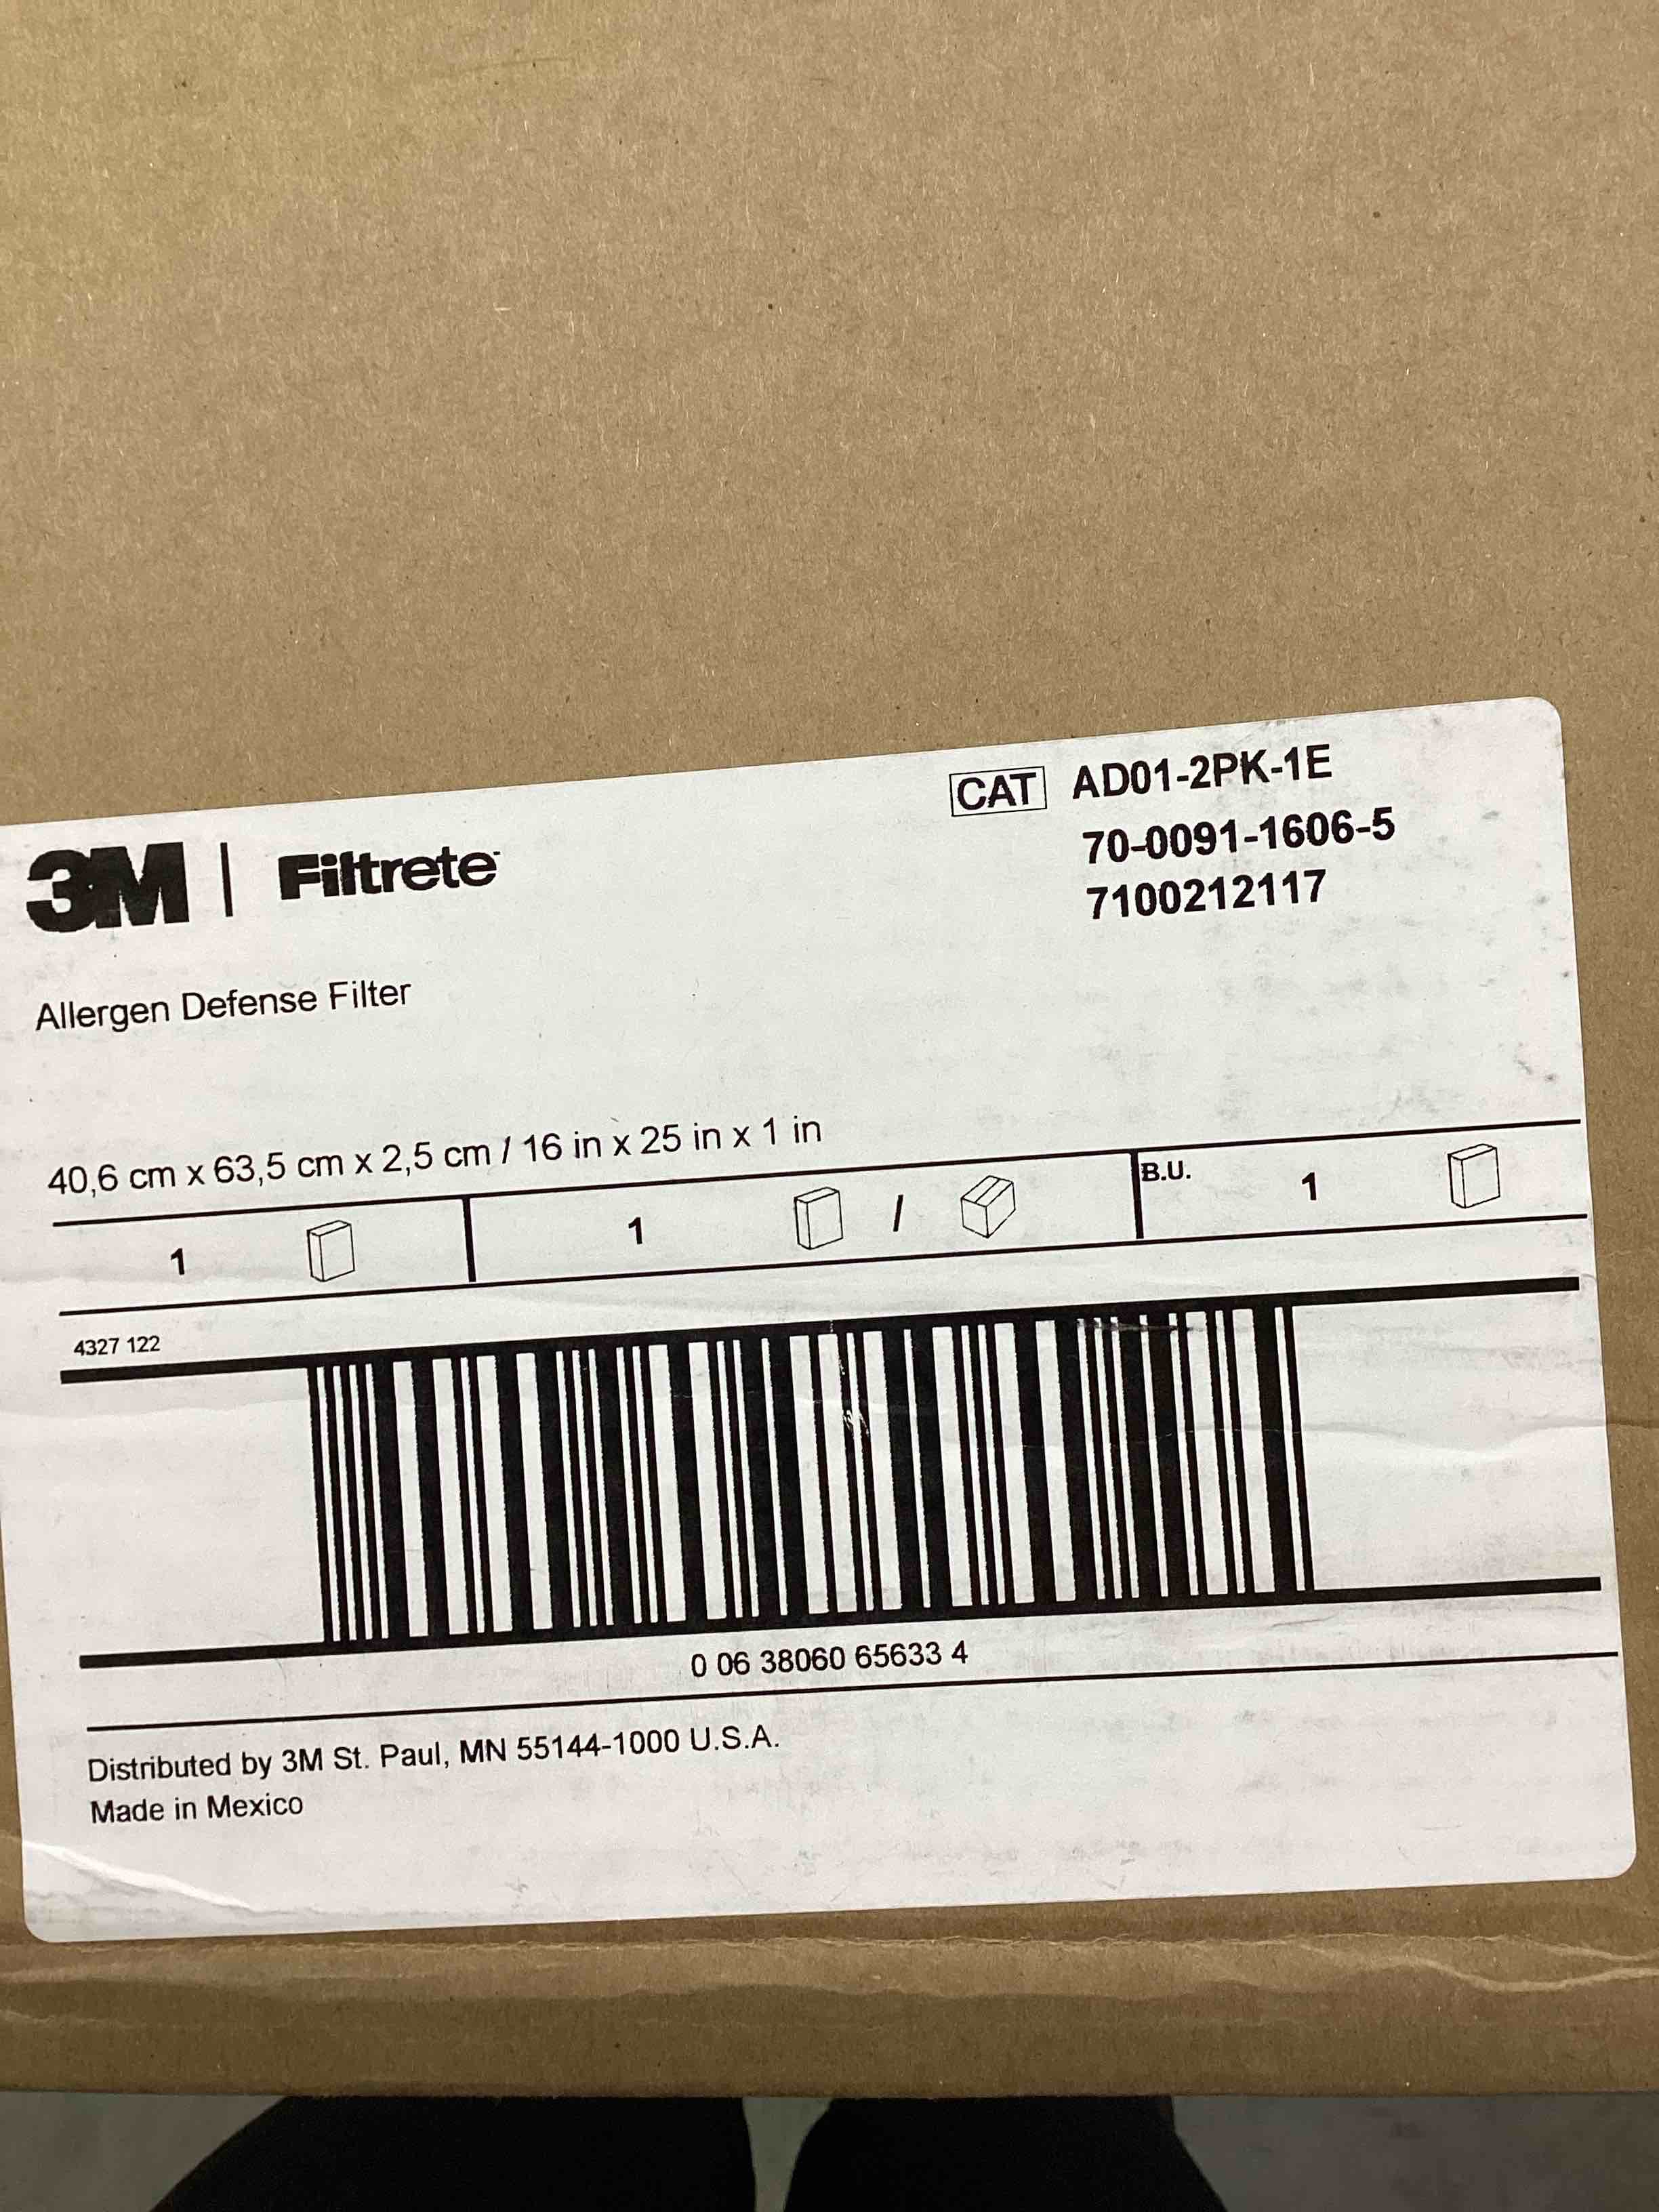 CAT AD01-2PK-1E
70-0091-1606-5
7100212117
3M | Filtrete™
Allergen Defense Filter
40,6 cm x 63,5 cm x 2,5 cm / 16 in x 25 in x 1 in
1 1 / B.U. 1
4327 122
0 06 38060 65633 4
Distributed by 3M St. Paul, MN 55144-1000 U.S.A.
Made in Mexico